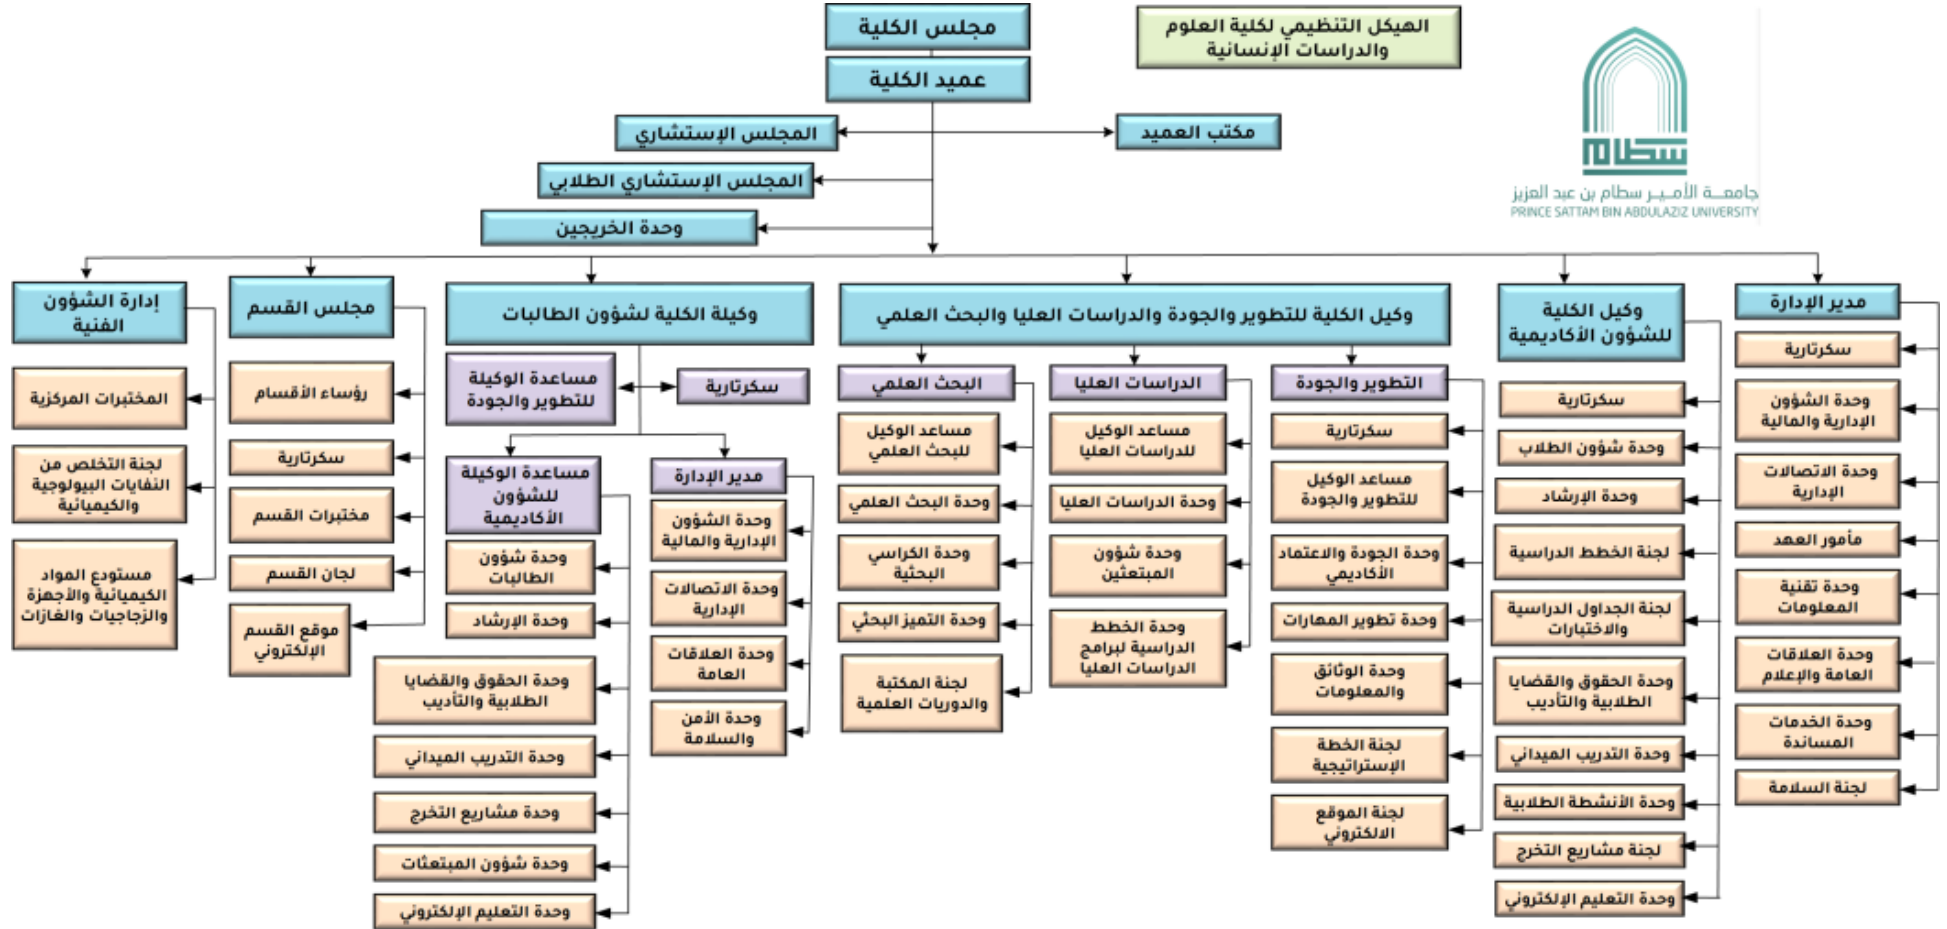 الهيكل التنظيمي لكلية العلوم
والدراسات الإنسانية
جامعـــة الأميـــر سطام بن عبد العزيز
PRINCE SATTAM BIN ABDULAZIZ UNIVERSITY
سطام
مجلس الكلية
عميد الكلية
مكتب العميد
المجلس الإستشاري
المجلس الإستشاري الطلابي
وحدة الخريجين
مدير الإدارة
سكرتارية
وحدة الشؤون
الإدارية والمالية
وحدة الاتصالات
الإدارية
مأمور العهد
وحدة تقنية
المعلومات
وحدة العلاقات
العامة والإعلام
وحدة الخدمات
المساندة
لجنة السلامة
وكيل الكلية
للشؤون الأكاديمية
سكرتارية
وحدة شؤون الطلاب
وحدة الإرشاد
لجنة الخطط الدراسية
لجنة الجداول الدراسية
والاختبارات
وحدة الحقوق والقضايا
الطلابية والتأديب
وحدة التدريب الميداني
وحدة الأنشطة الطلابية
لجنة مشاريع التخرج
وحدة التعليم الإلكتروني
وكيل الكلية للتطوير والجودة والدراسات العليا والبحث العلمي
التطوير والجودة
سكرتارية
مساعد الوكيل
للتطوير والجودة
وحدة الجودة والاعتماد
الأكاديمي
وحدة تطوير المهارات
وحدة الوثائق
والمعلومات
لجنة الخطة
الإستراتيجية
لجنة الموقع
الالكتروني
الدراسات العليا
مساعد الوكيل
للدراسات العليا
وحدة الدراسات العليا
وحدة شؤون
المبتعثين
وحدة الخطط
الدراسية لبرامج
الدراسات العليا
البحث العلمي
مساعد الوكيل
للبحث العلمي
وحدة البحث العلمي
وحدة الكراسي
البحثية
وحدة التميز البحثي
لجنة المكتبة
والدوريات العلمية
وكيلة الكلية لشؤون الطالبات
سكرتارية
مساعدة الوكيلة
للتطوير والجودة
مدير الإدارة
وحدة الشؤون
الإدارية والمالية
وحدة الاتصالات
الإدارية
وحدة العلاقات
العامة
وحدة الأمن
والسلامة
مساعدة الوكيلة
للشؤون
الأكاديمية
وحدة شؤون
الطالبات
وحدة الإرشاد
وحدة الحقوق والقضايا
الطلابية والتأديب
وحدة التدريب الميداني
وحدة مشاريع التخرج
وحدة شؤون المبتعثات
وحدة التعليم الإلكتروني
مجلس القسم
رؤساء الأقسام
سكرتارية
مختبرات القسم
لجان القسم
موقع القسم
الإلكتروني
إدارة الشؤون
الفنية
المختبرات المركزية
لجنة التخلص من
النفايات البيولوجية
والكيميائية
مستودع المواد
الكيميائية والأجهزة
والزجاجيات والغازات